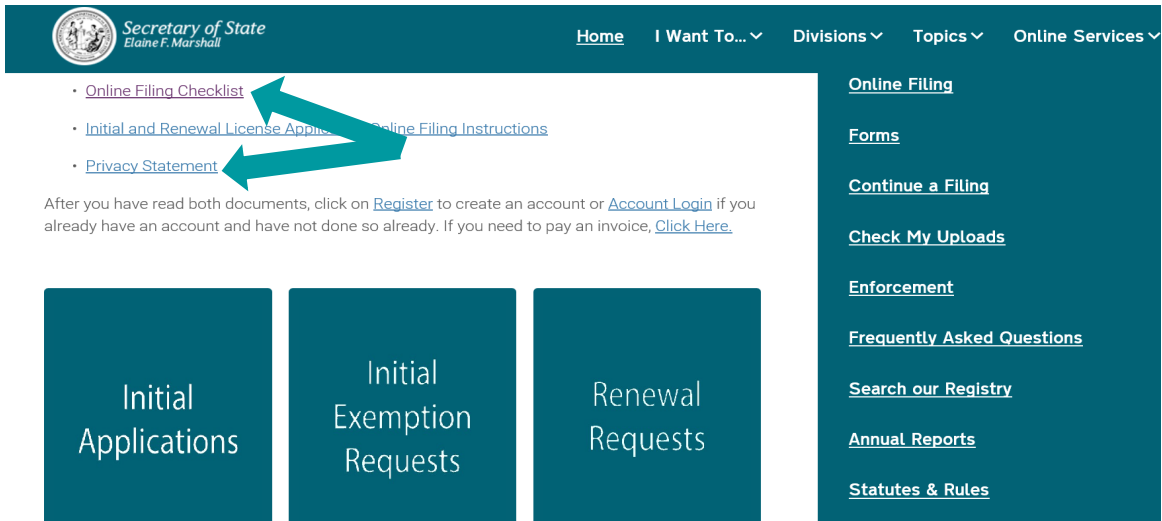 Secretary of State
Elaine F. Marshall
Home I Want To... Divisions Topics Online Services
• Online Filing Checklist
• Initial and Renewal License Appli Online Filing Instructions
• Privacy Statement
After you have read both documents, click on Register to create an account or Account Login if you
already have an account and have not done so already. If you need to pay an invoice, Click Here.
Initial
Applications
Initial
Exemption
Requests
Renewal
Requests
Online Filing
Forms
Continue a Filing
Check My Uploads
Enforcement
Frequently Asked Questions
Search our Registry
Annual Reports
Statutes & Rules